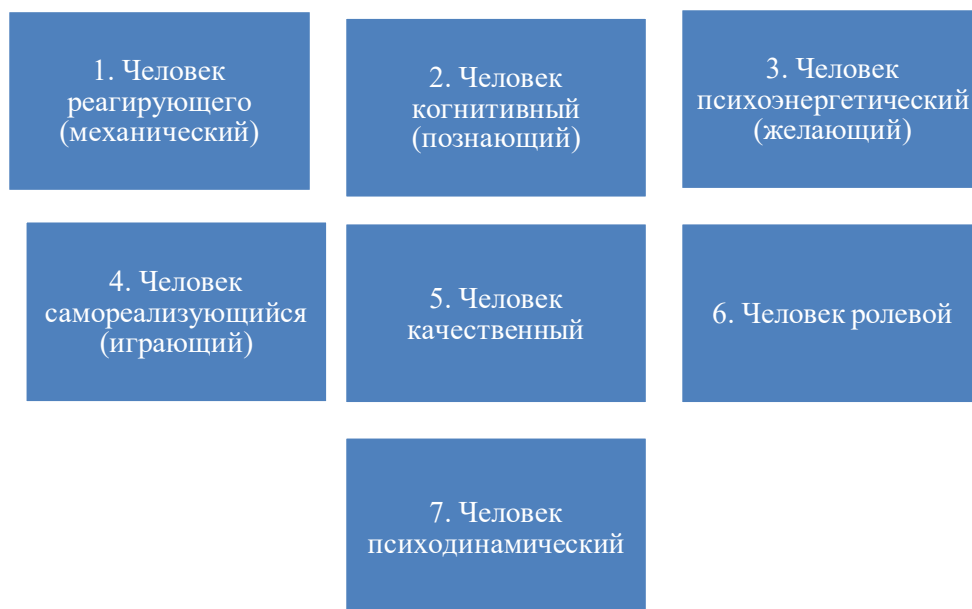 1. Человек
реагирующего
(механический)
2. Человек
когнитивный
(познающий)
3. Человек
психоэнергетический
(желающий)
4. Человек
самореализующийся
(играющий)
5. Человек
качественный
6. Человек ролевой
7. Человек
психодинамический